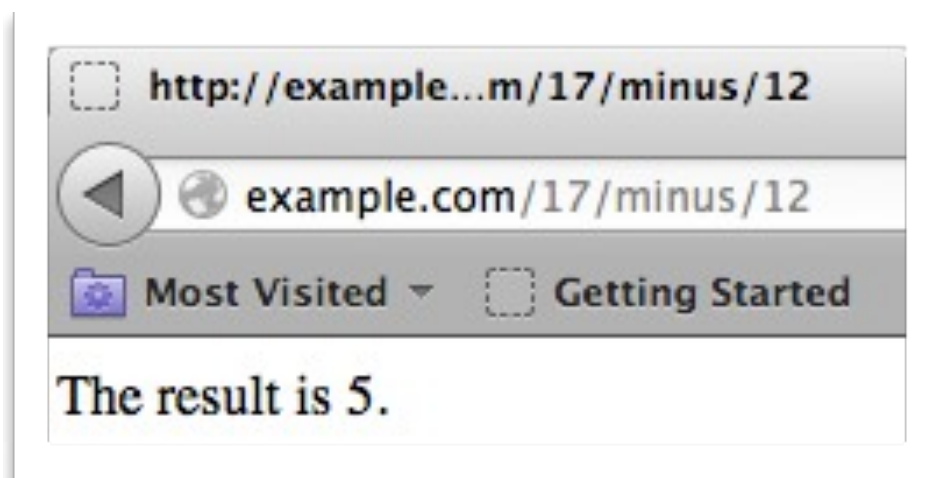 http://example...m/17/minus/12
example.com/17/minus/12
Most Visited Getting Started
The result is 5.